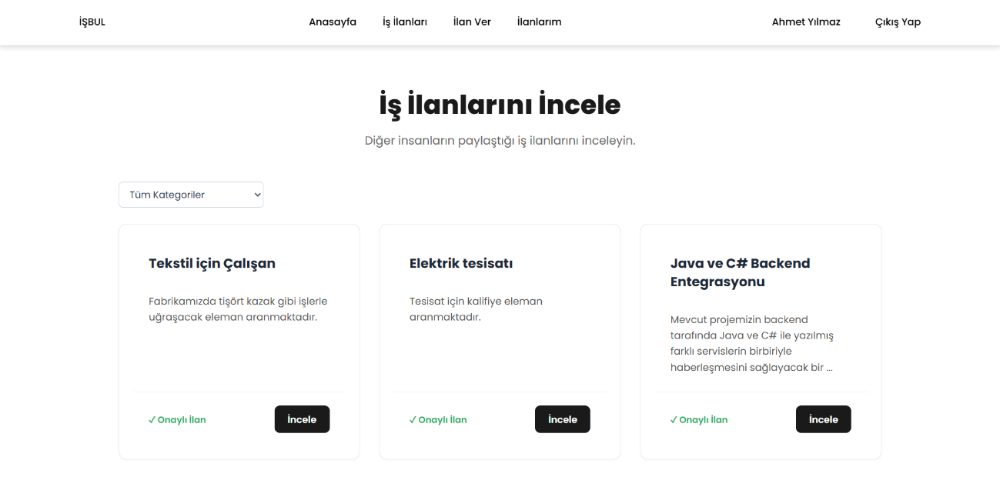 İŞBUL
Anasayfa
İş İlanları
İlan Ver
İlanlarım
Ahmet Yılmaz
Çıkış Yap
İş İlanlarını İncele
Diğer insanların paylaştığı iş ilanlarını inceleyin.
Tüm Kategoriler
Tekstil için Çalışan
Fabrikamızda tişört kazak gibi işlerle
uğraşacak eleman aranmaktadır.
✓ Onaylı İlan
İncele
Elektrik tesisatı
Tesisat için kalifiye eleman
aranmaktadır.
✓ Onaylı İlan
İncele
Java ve C# Backend
Entegrasyonu
Mevcut projemizin backend
tarafında Java ve C# ile yazılmış
farklı servislerin birbiriyle
haberleşmesini sağlayacak bir ...
✓ Onaylı İlan
İncele